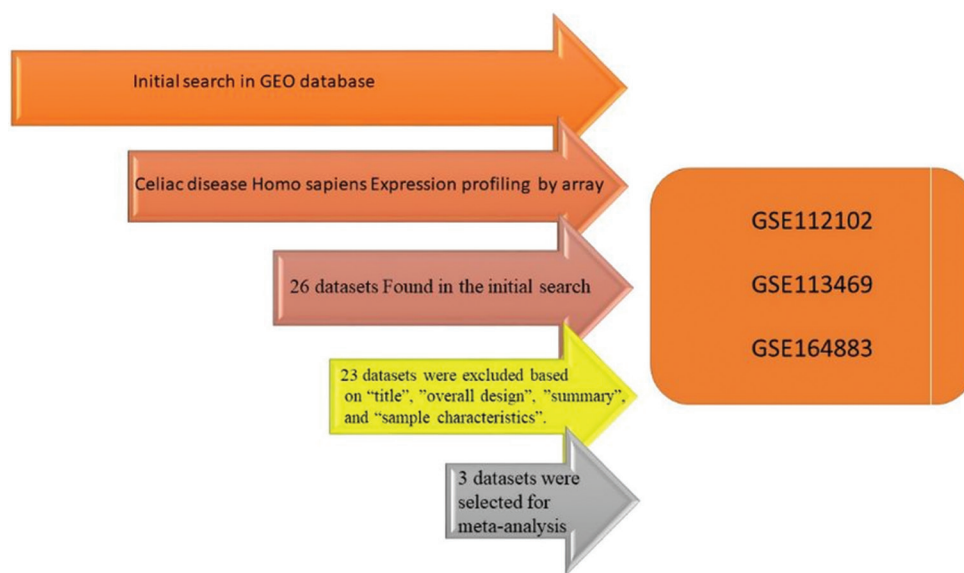 Initial search in GEO database
Celiac disease Homo sapiens Expression profiling by array
26 datasets Found in the initial search
23 datasets were excluded based
on “title”, ”overall design”, ”summary”,
and “sample characteristics”.
3 datasets were
selected for
meta-analysis
GSE112102
GSE113469
GSE164883